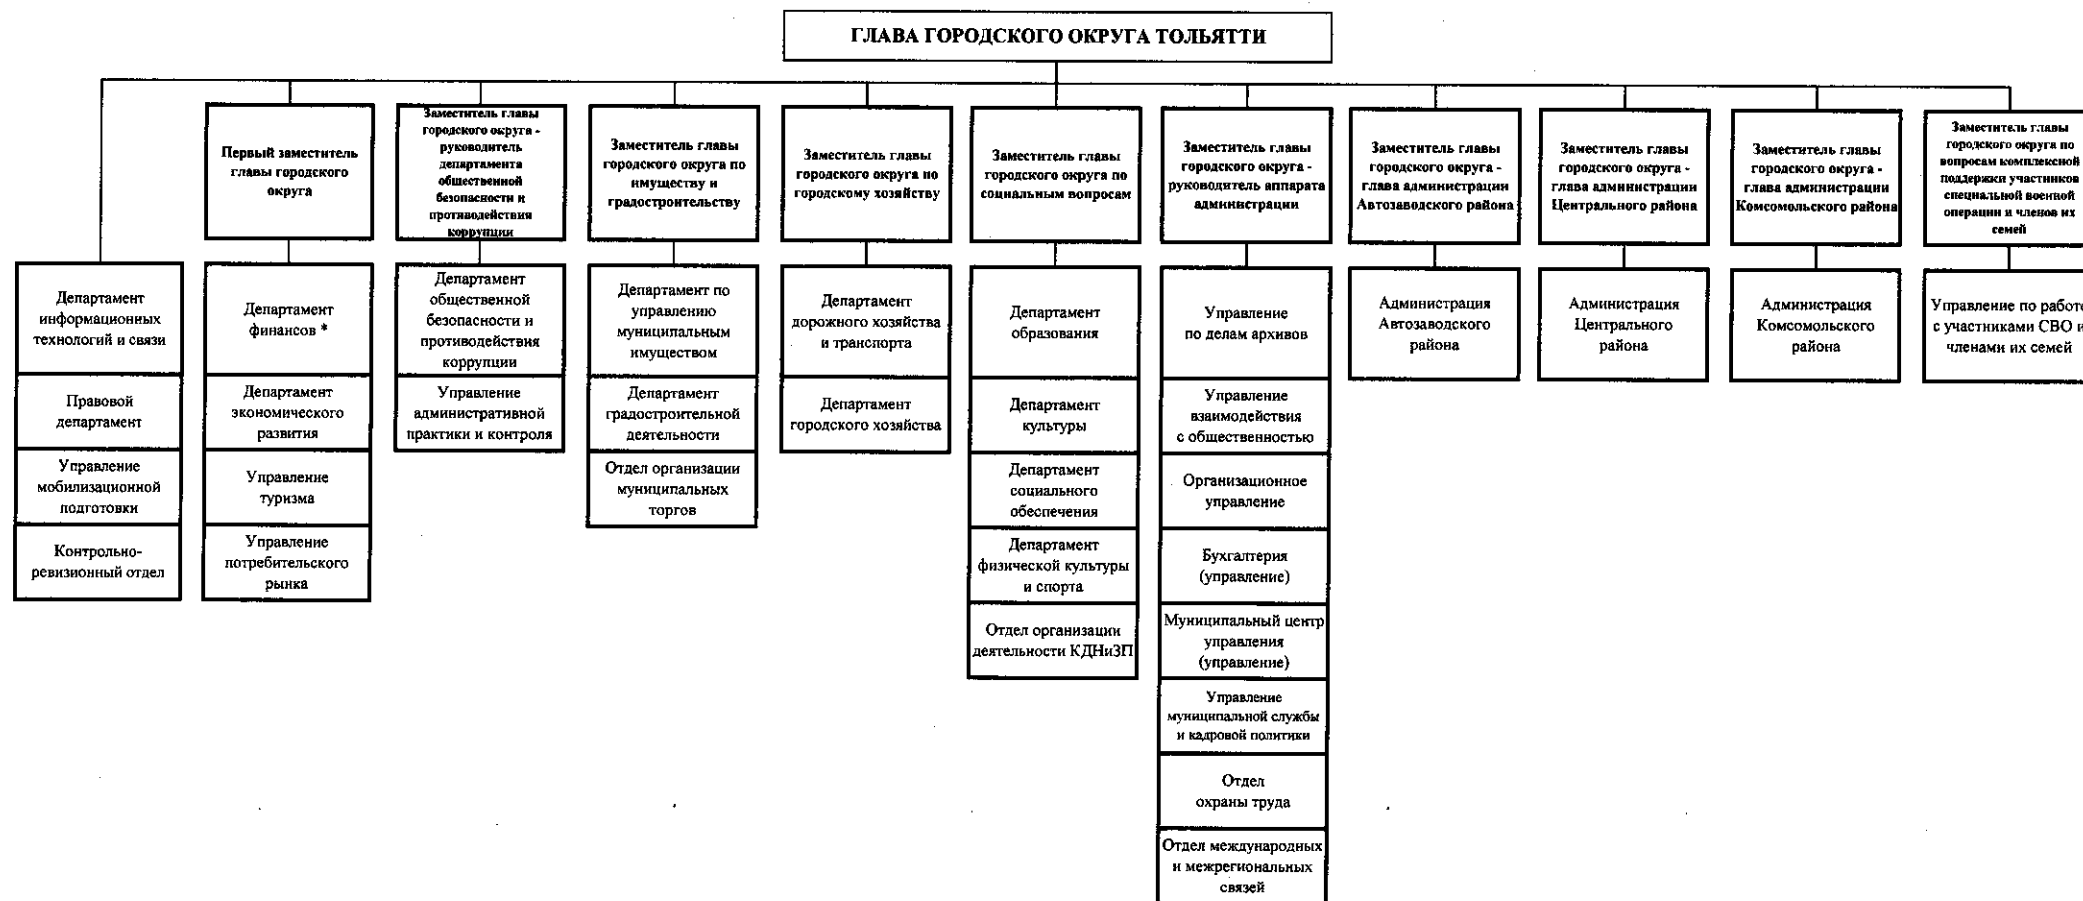 ГЛАВА ГОРОДСКОГО ОКРУГА ТОЛЬЯТТИ
Первый заместитель
главы городского
округа
Заместитель главы
городского округа -
руководитель
департамента
общественной
безопасности и
противодействия
коррупции
Заместитель главы
городского округа по
имуществу и
градостроительству
Заместитель главы
городского округа по
городскому хозяйству
Заместитель главы
городского округа по
социальным вопросам
Заместитель главы
городского округа -
руководитель аппарата
администрации
Заместитель главы
городского округа -
глава администрации
Автозаводского района
Заместитель главы
городского округа -
глава администрации
Центрального района
Заместитель главы
городского округа -
глава администрации
Комсомольского района
Заместитель главы
городского округа по
вопросам комплексной
поддержки участников
специальной военной
операции и членов их
семей
Департамент
информационных
технологий и связи
Правовой
департамент
Управление
мобилизационной
подготовки
Контрольно-
ревизионный отдел
Департамент
финансов *
Департамент
экономического
развития
Управление
туризма
Управление
потребительского
рынка
Департамент
общественной
безопасности и
противодействия
коррупции
Управление
административной
практики и контроля
Департамент по
управлению
муниципальным
имуществом
Департамент
градостроительной
деятельности
Отдел организации
муниципальных
торгов
Департамент
дорожного хозяйства
и транспорта
Департамент
городского хозяйства
Департамент
образования
Департамент
культуры
Департамент
социального
обеспечения
Департамент
физической культуры
и спорта
Отдел организации
деятельности КДНиЗП
Управление
по делам архивов
Управление
взаимодействия
с общественностью
Организационное
управление
Бухгалтерия
(управление)
Муниципальный центр
управления
(управление)
Управление
муниципальной службы
и кадровой политики
Отдел
охраны труда
Отдел международных
и межрегиональных
связей
Администрация
Автозаводского
района
Администрация
Центрального
района
Администрация
Комсомольского
района
Управление по работе
с участниками СВО и
членами их семей